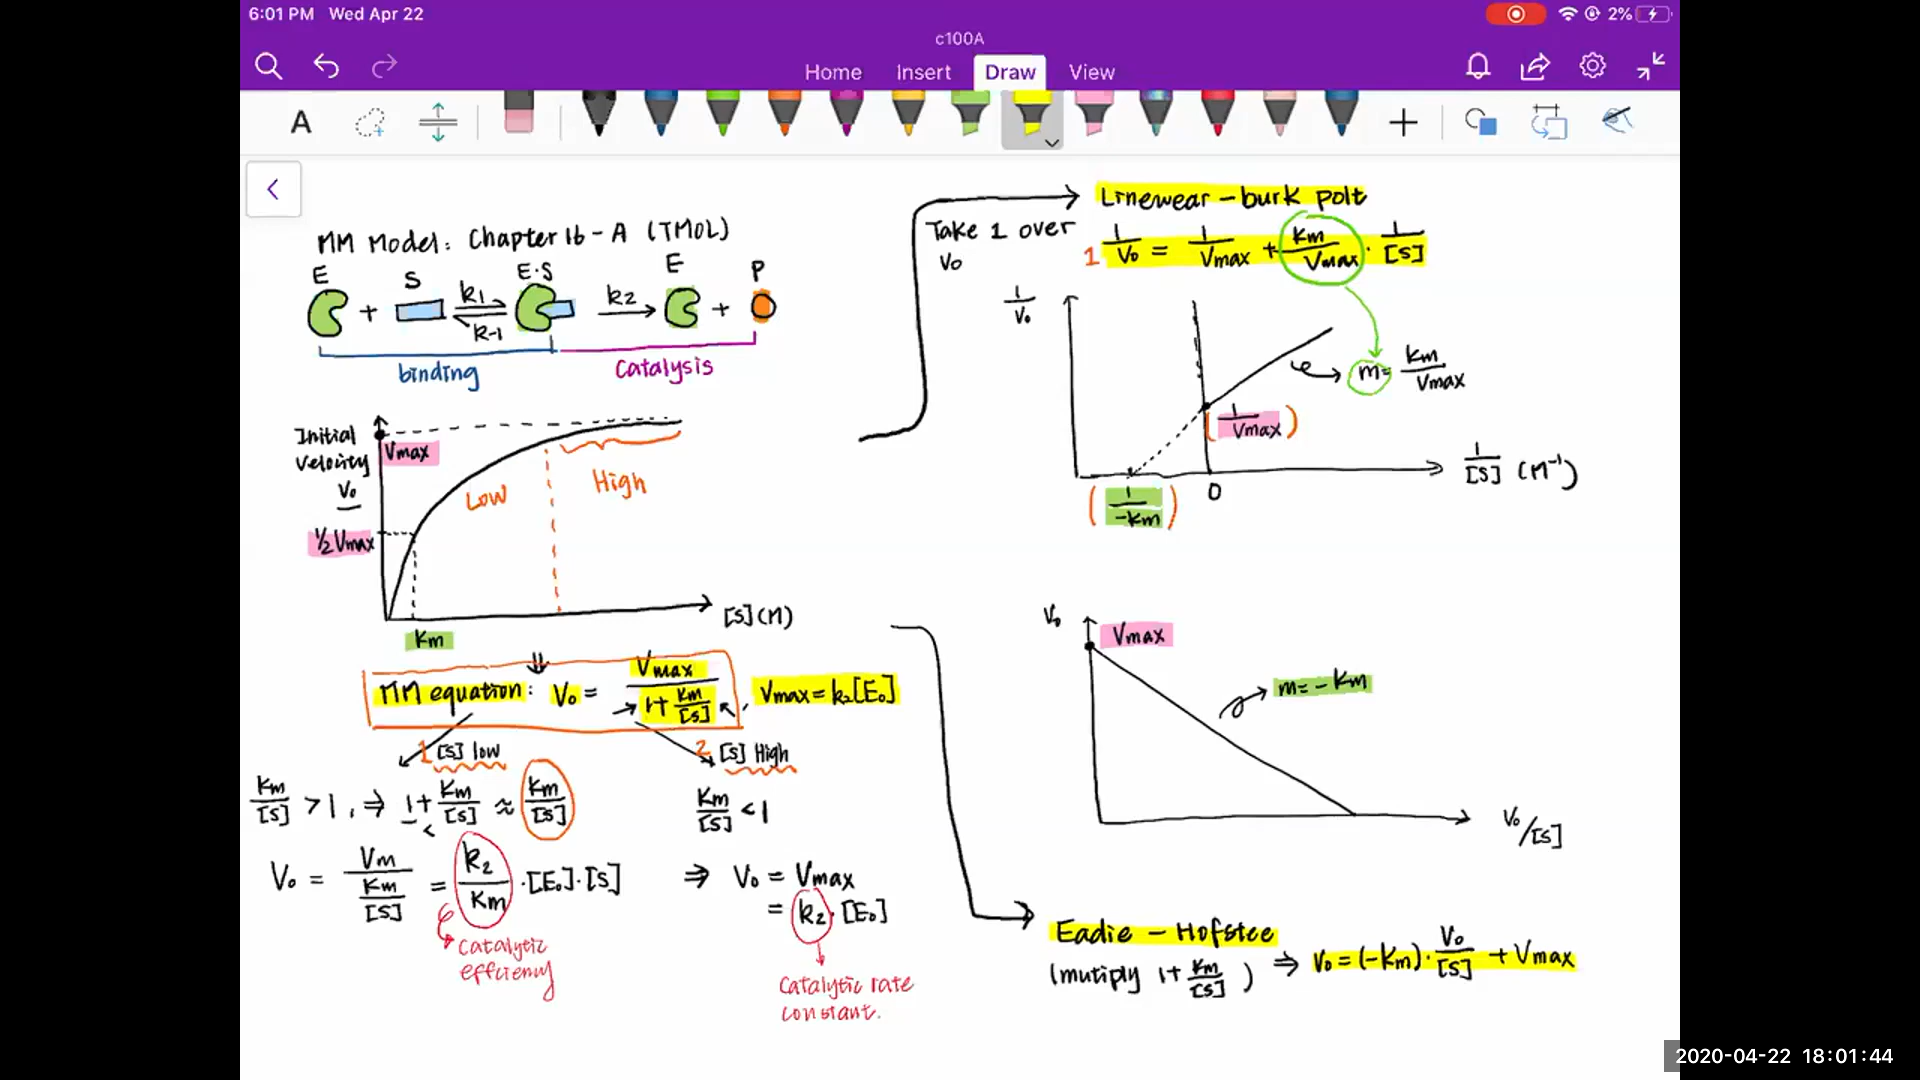 6:01 PM Wed Apr 22
2%
c100A
Home Insert Draw View
A
MM Model: Chapter 16-A (TMOL)
E + S k1 k-1 E·S k2 E + P
binding
Catalysis
Initial Velocity V₀
Vmax
½Vmax
Low
High
Km
[S](M)
⇓
MM equation: V₀ = Vmax / (1 + Km/[S]), Vmax = k₂[E₀]
1 [S] low
2 [S] High
Km/[S] > 1, ⇒ 1 + Km/[S] ≈ Km/[S]
V₀ = Vm / (Km/[S]) = k₂/Km · [E₀]·[S]
Catalytic
efficiency
Km/[S] < 1
⇒ V₀ = Vmax
= k₂·[E₀]
Catalytic rate
constant.
Take 1 over
V₀
Linewear-burk polt
1 1/V₀ = 1/Vmax + Km/Vmax · 1/[S]
1/V₀
m = Km/Vmax
(1/Vmax)
(1/-Km)
0
1/[S] (M⁻¹)
V₀
Vmax
m=-Km
V₀/[S]
Eadie-Hofstee
(mutiply 1 + Km/[S]) ⇒ V₀ = (-Km)· V₀/[S] + Vmax
2020-04-22 18:01:44